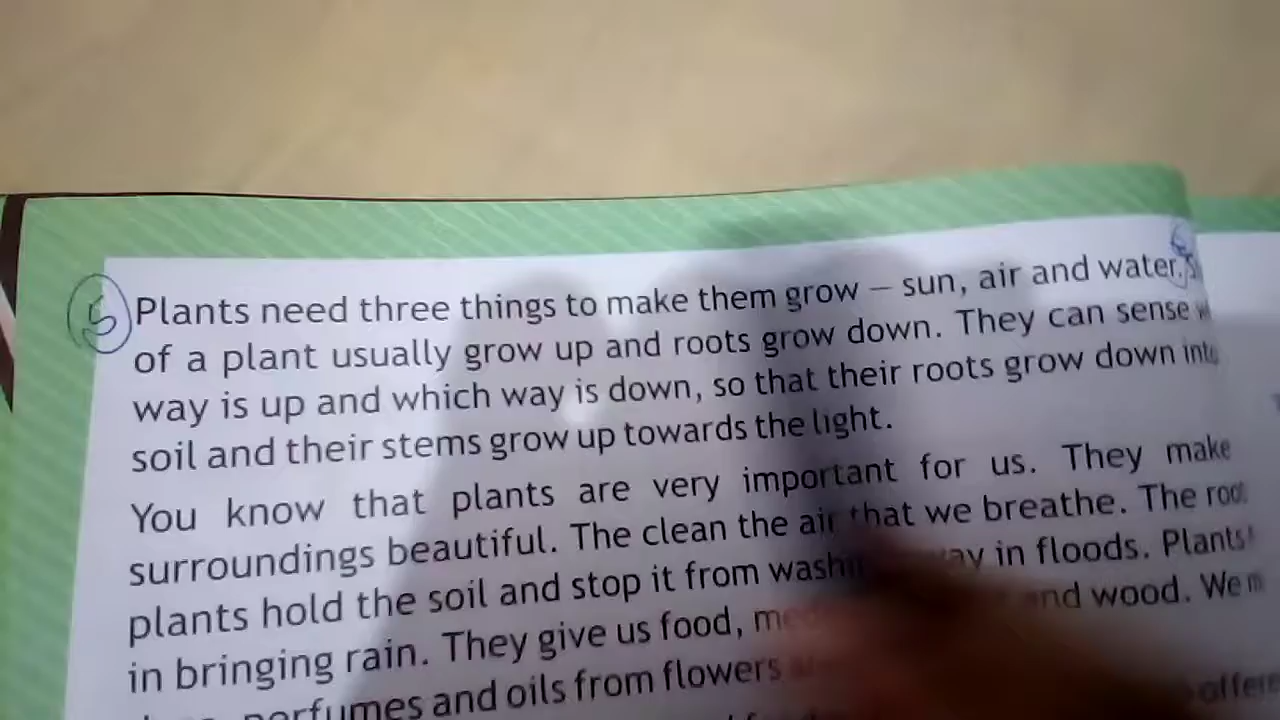 5 Plants need three things to make them grow – sun, air and water.
of a plant usually grow up and roots grow down. They can sense
way is up and which way is down, so that their roots grow down into
soil and their stems grow up towards the light.
You know that plants are very important for us. They make
surroundings beautiful. The clean the air that we breathe. The
plants hold the soil and stop it from in floods. Plants
in bringing rain. They give us food, and wood. We
perfumes and oils from flowers